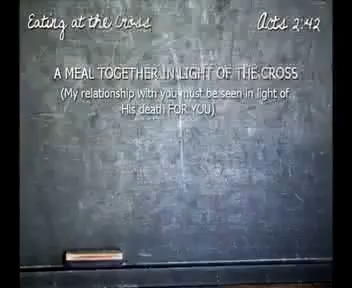 Eating at the Cross
Acts 2:42
A MEAL TOGETHER IN LIGHT OF THE CROSS
(My relationship with you must be seen in light of
His death FOR YOU)